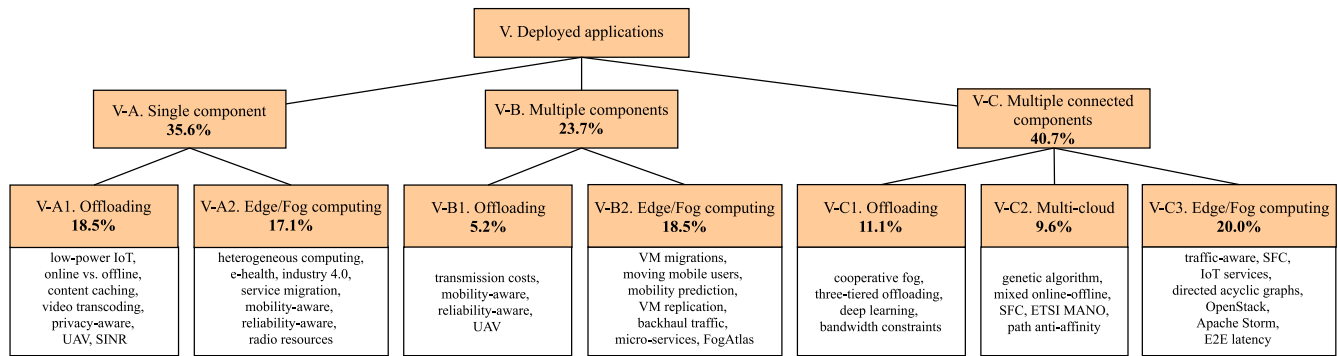 V. Deployed applications
V-A. Single component
35.6%
V-B. Multiple components
23.7%
V-C. Multiple connected
components
40.7%
V-A1. Offloading
18.5%
low-power IoT,
online vs. offline,
content caching,
video transcoding,
privacy-aware,
UAV, SINR
V-A2. Edge/Fog computing
17.1%
heterogeneous computing,
e-health, industry 4.0,
service migration,
mobility-aware,
reliability-aware,
radio resources
V-B1. Offloading
5.2%
transmission costs,
mobility-aware,
reliability-aware,
UAV
V-B2. Edge/Fog computing
18.5%
VM migrations,
moving mobile users,
mobility prediction,
VM replication,
backhaul traffic,
micro-services, FogAtlas
V-C1. Offloading
11.1%
cooperative fog,
three-tiered offloading,
deep learning,
bandwidth constraints
V-C2. Multi-cloud
9.6%
genetic algorithm,
mixed online-offline,
SFC, ETSI MANO,
path anti-affinity
V-C3. Edge/Fog computing
20.0%
traffic-aware, SFC,
IoT services,
directed acyclic graphs,
OpenStack,
Apache Storm,
E2E latency